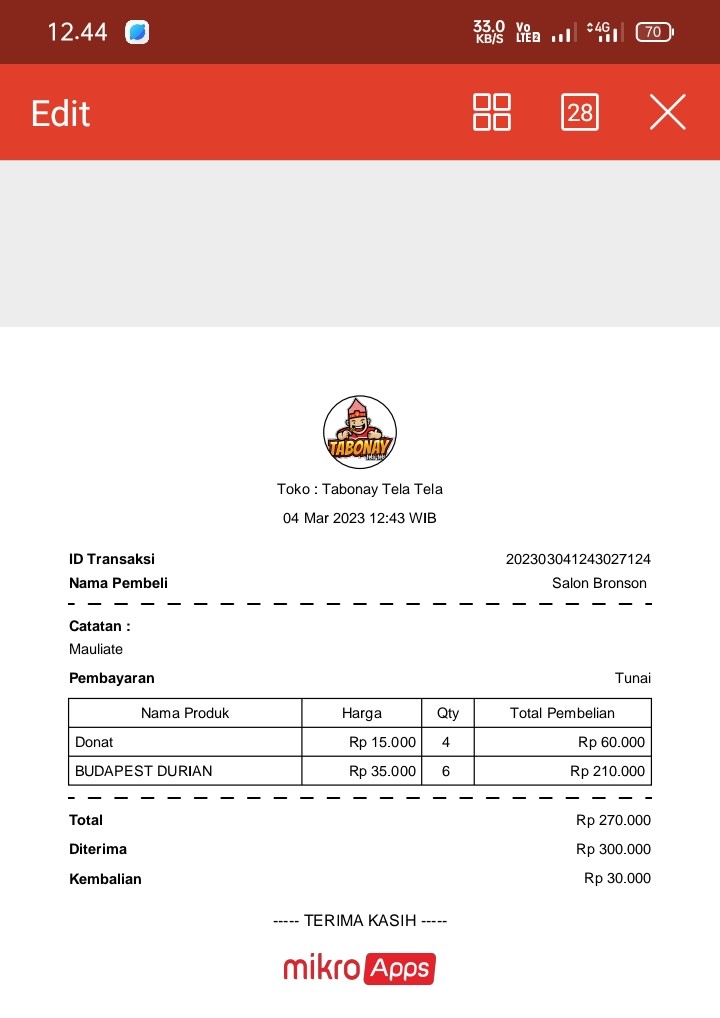 12.44 33.0 KB/S Vo LTE2 4G 70
Edit 28
TABONAY
Toko : Tabonay Tela Tela
04 Mar 2023 12:43 WIB
ID Transaksi 202303041243027124
Nama Pembeli Salon Bronson
Catatan :
Mauliate
Pembayaran Tunai
Nama Produk Harga Qty Total Pembelian
Donat Rp 15.000 4 Rp 60.000
BUDAPEST DURIAN Rp 35.000 6 Rp 210.000
Total Rp 270.000
Diterima Rp 300.000
Kembalian Rp 30.000
----- TERIMA KASIH -----
mikro Apps